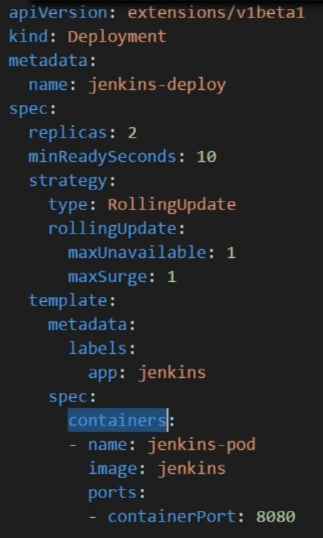 apiVersion: extensions/v1beta1
kind: Deployment
metadata:
  name: jenkins-deploy
spec:
  replicas: 2
  minReadySeconds: 10
  strategy:
    type: RollingUpdate
    rollingUpdate:
      maxUnavailable: 1
      maxSurge: 1
  template:
    metadata:
      labels:
        app: jenkins
    spec:
      containers:
      - name: jenkins-pod
        image: jenkins
        ports:
        - containerPort: 8080